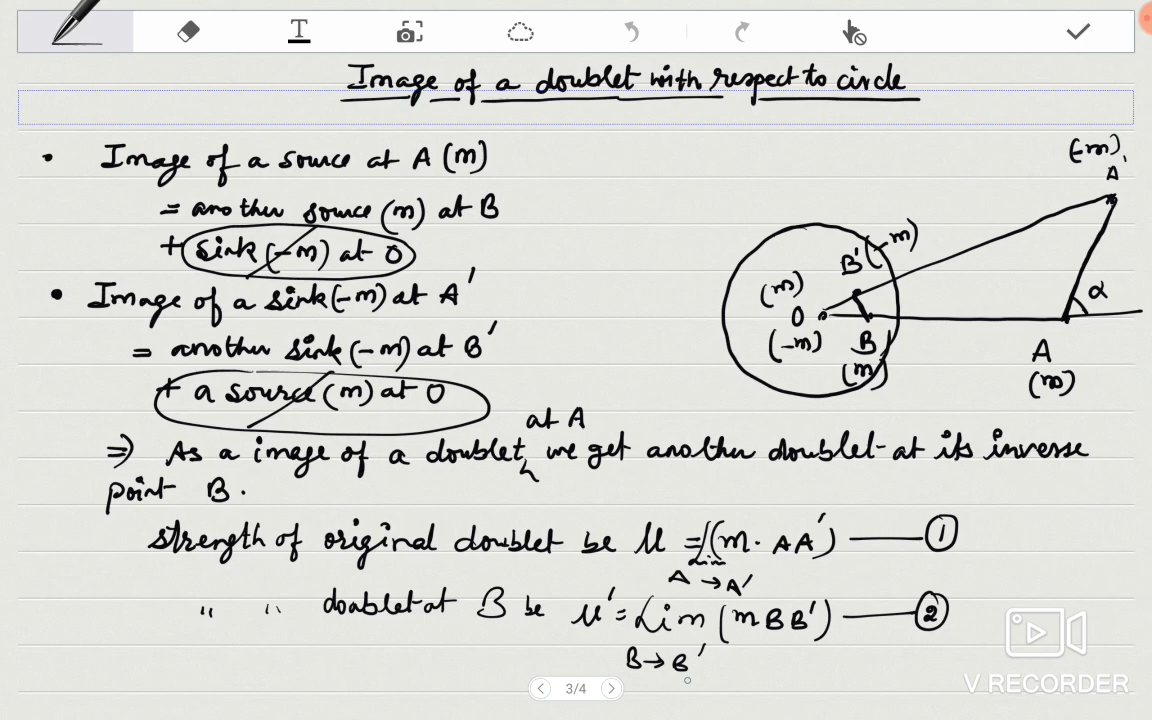 T
Image of a doublet with respect to circle
• Image of a source at A (m)
= another source (m) at B
+ sink (-m) at O
• Image of a sink (-m) at A'
= another sink (-m) at B'
+ a source (m) at O
at A
⇒ As a image of a doublet, we get another doublet at its inverse
point B.
strength of original doublet be μ = Lim (m. AA') — ①
A → A'
" " doublet at B be μ' = Lim (m BB') — ②
B → B'
(-m)
A'
B' (-m)
(m)
O
(-m)
B
(m)
α
A
(m)
3/4
V RECORDER